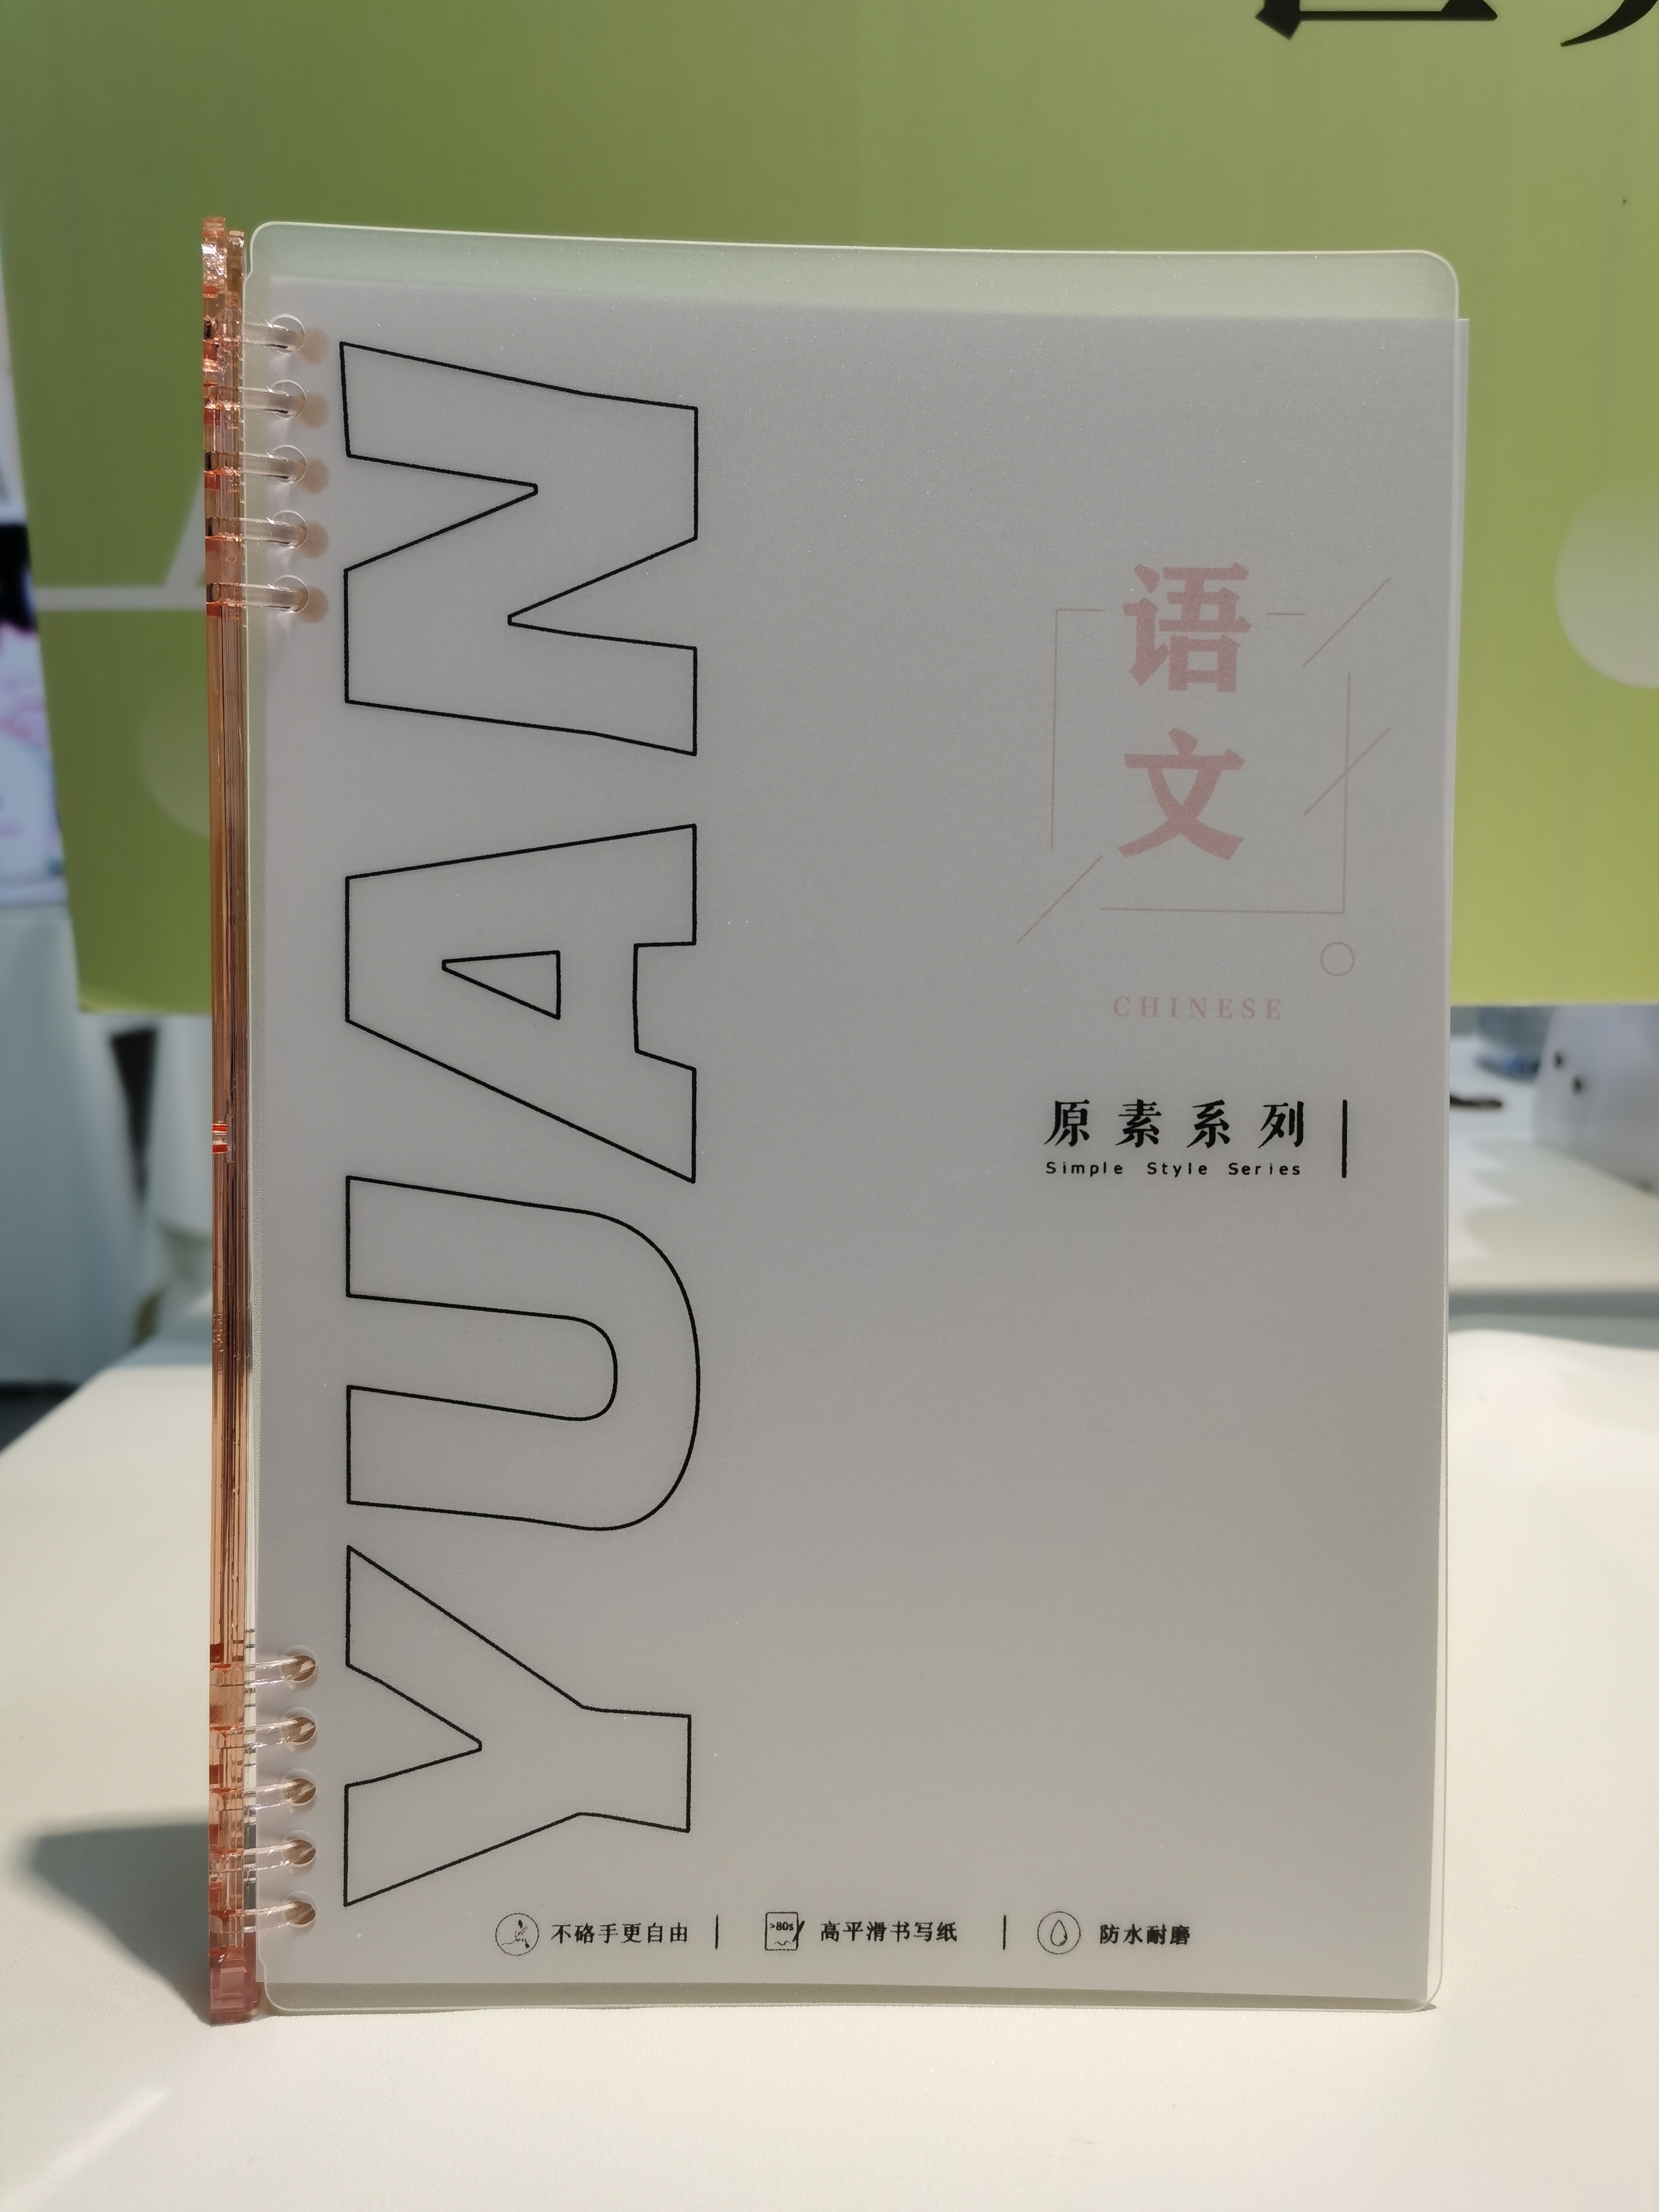 YUAN
语
文
CHINESE
原素系列
Simple Style Series
不硌手更自由
>80s
高平滑书写纸
防水耐磨